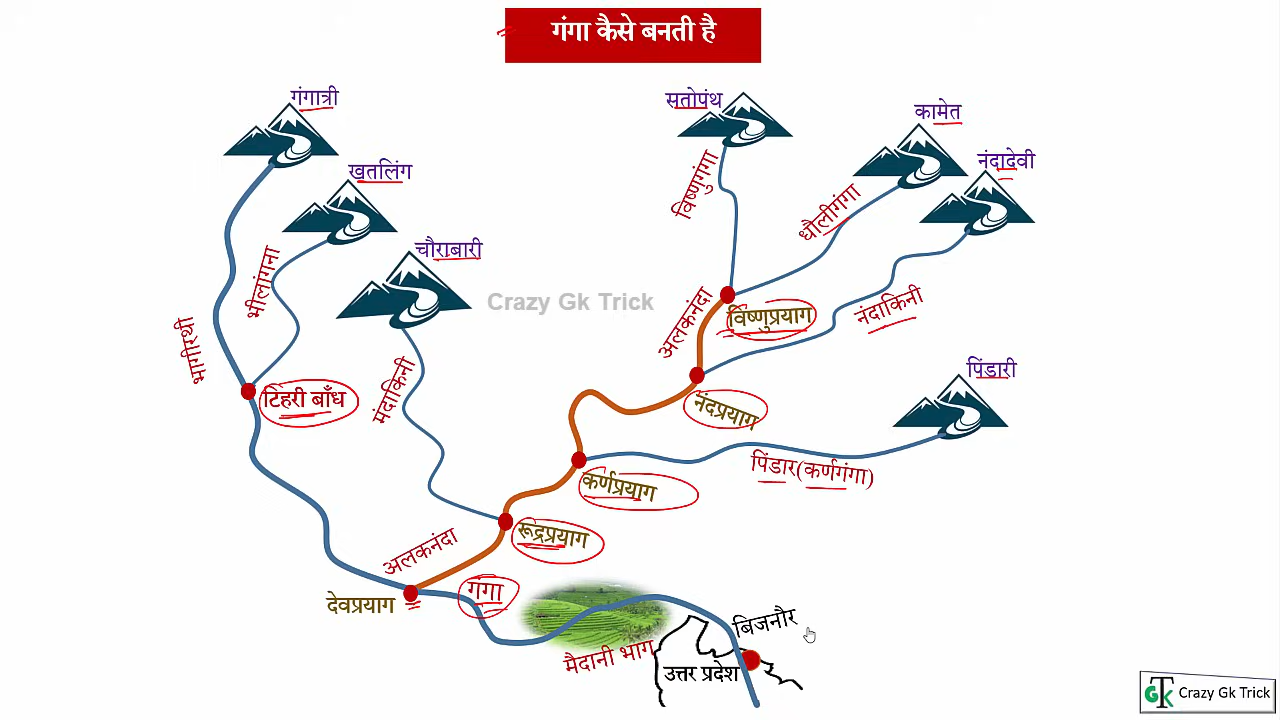 गंगा कैसे बनती है
गंगात्री
सतोपंथ
कामेत
खतलिंग
नंदादेवी
चौराबारी
विष्णुगंगा
धौलीगंगा
भीलांगना
Crazy Gk Trick
अलकनंदा
विष्णुप्रयाग
नंदाकिनी
भागीरथी
मंदाकिनी
टिहरी बाँध
पिंडारी
नंदप्रयाग
पिंडार(कर्णगंगा)
कर्णप्रयाग
रूद्रप्रयाग
अलकनंदा
देवप्रयाग
गंगा
बिजनौर
मैदानी भाग
उत्तर प्रदेश
GTK Crazy Gk Trick